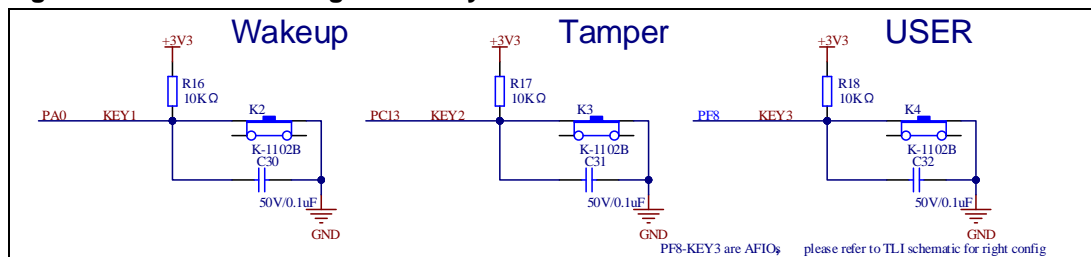 Wakeup
+3V3
R16
10KΩ
PA0 KEY1
K2
K-1102B
C30
50V/0.1uF
GND
Tamper
+3V3
R17
10KΩ
PC13 KEY2
K3
K-1102B
C31
50V/0.1uF
GND
USER
+3V3
R18
10KΩ
PF8 KEY3
K4
K-1102B
C32
50V/0.1uF
GND
PF8-KEY3 are AFIOs, please refer to TLI schematic for right config